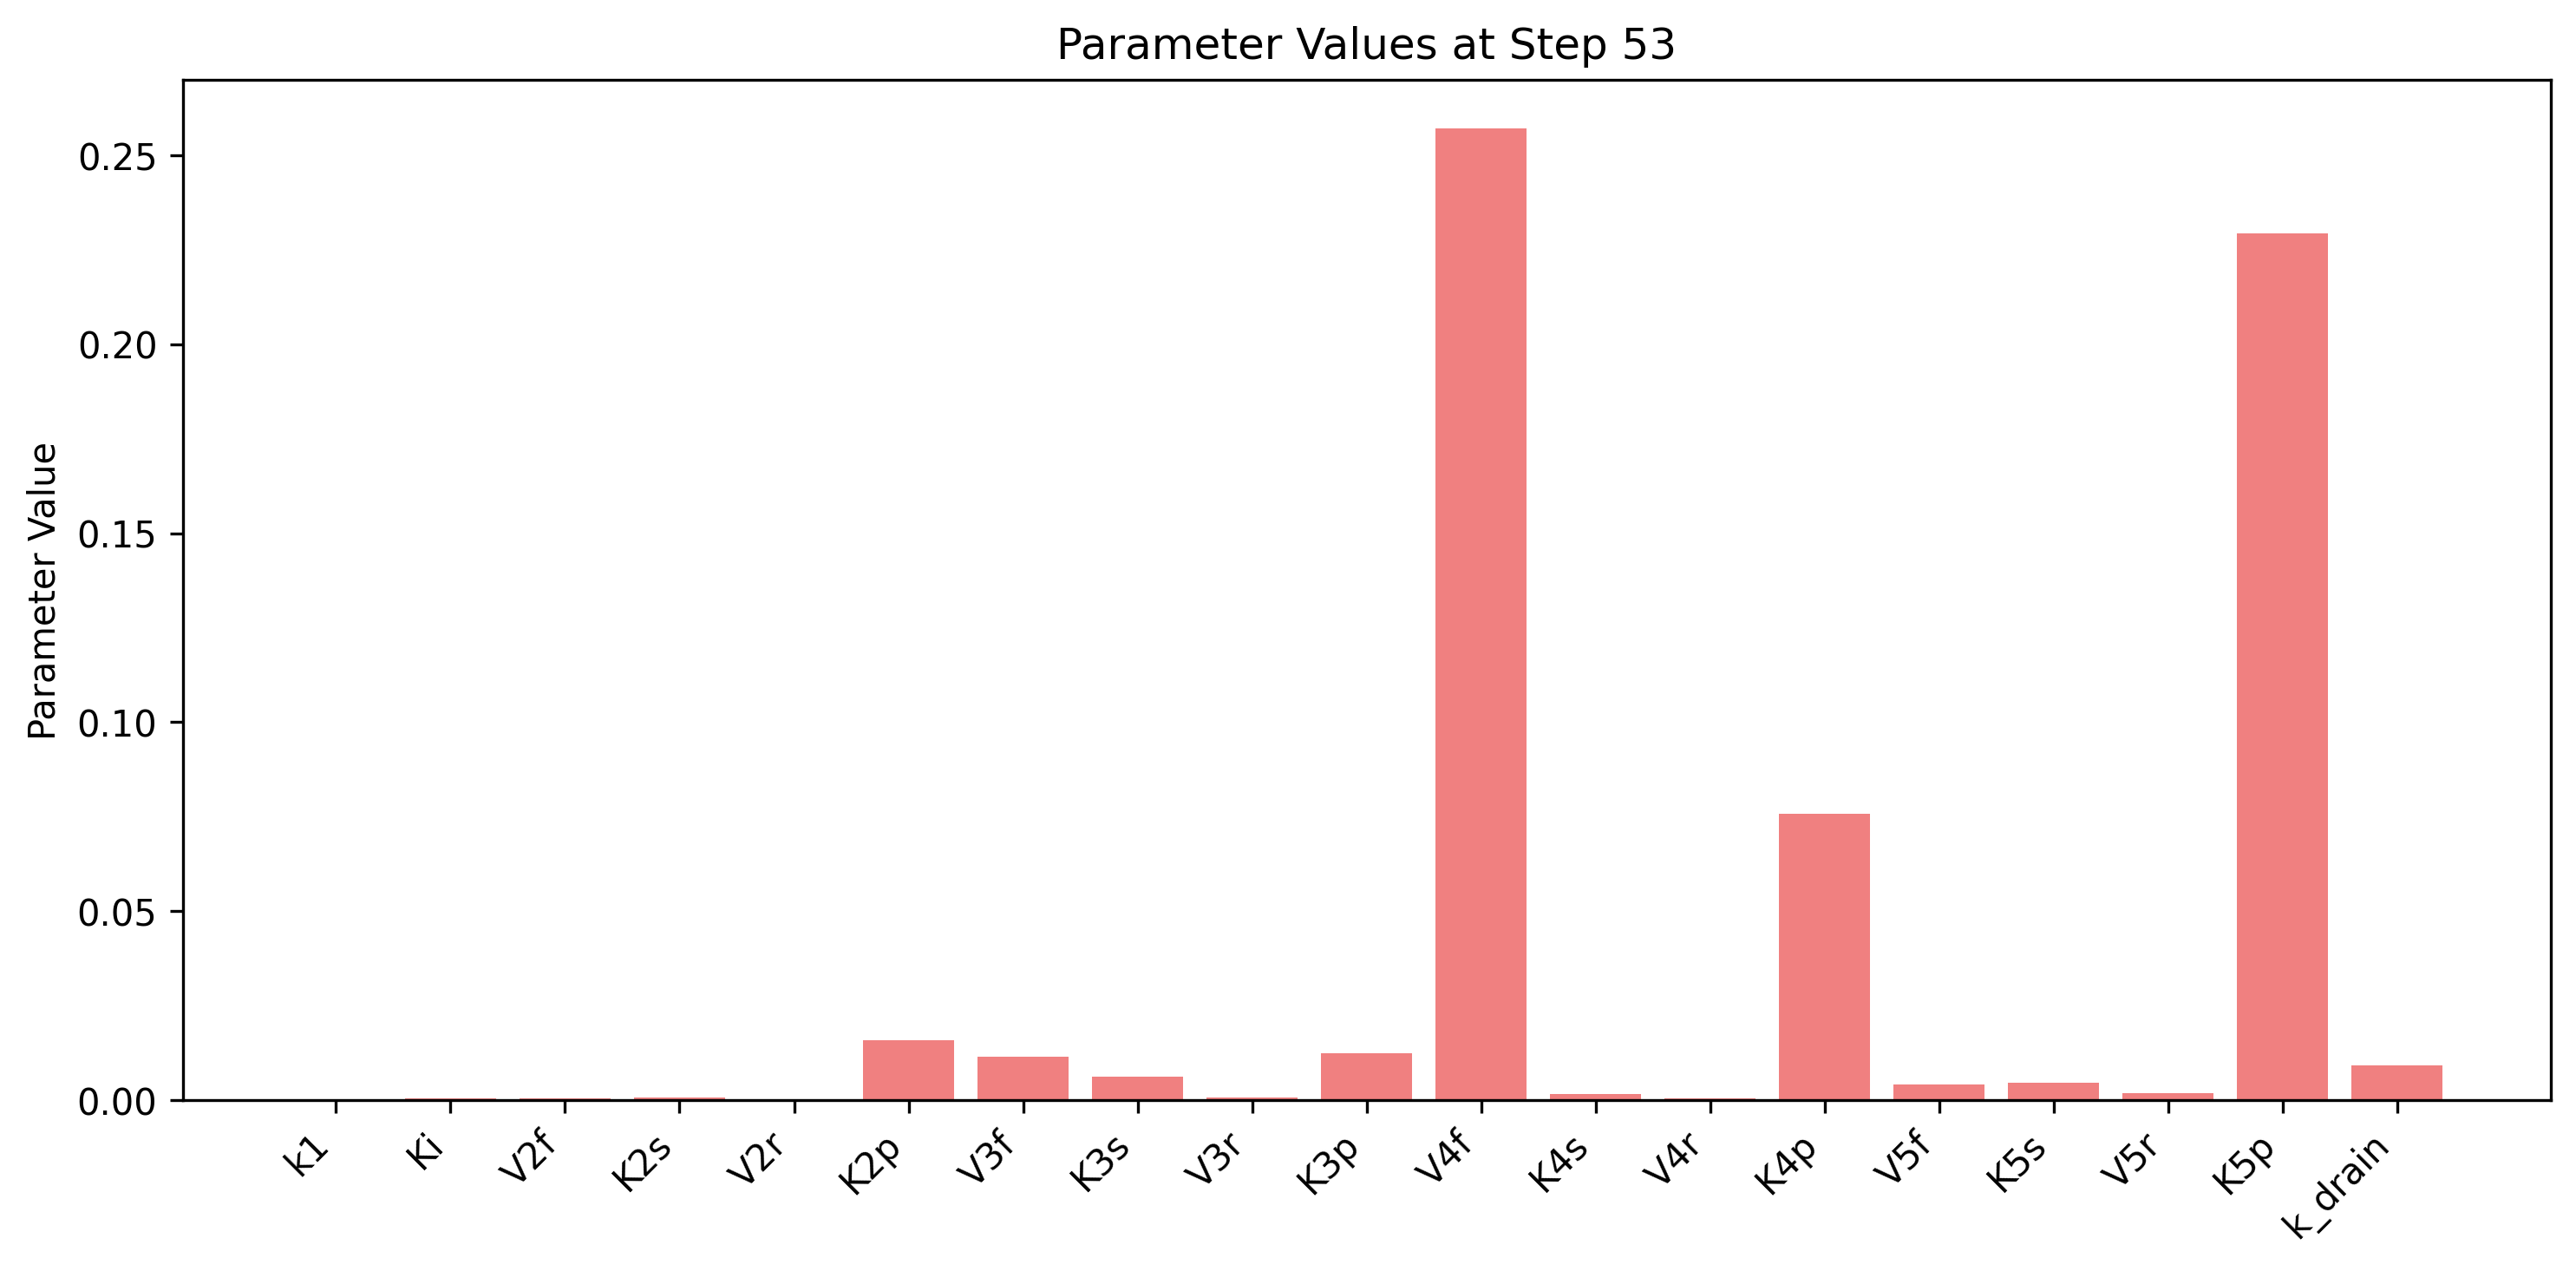 Parameter Values at Step 53
Parameter Value
0.25
0.20
0.15
0.10
0.05
0.00
k1
Ki
V2f
K2s
V2r
K2p
V3f
K3s
V3r
K3p
V4f
K4s
V4r
K4p
V5f
K5s
V5r
K5p
k_drain